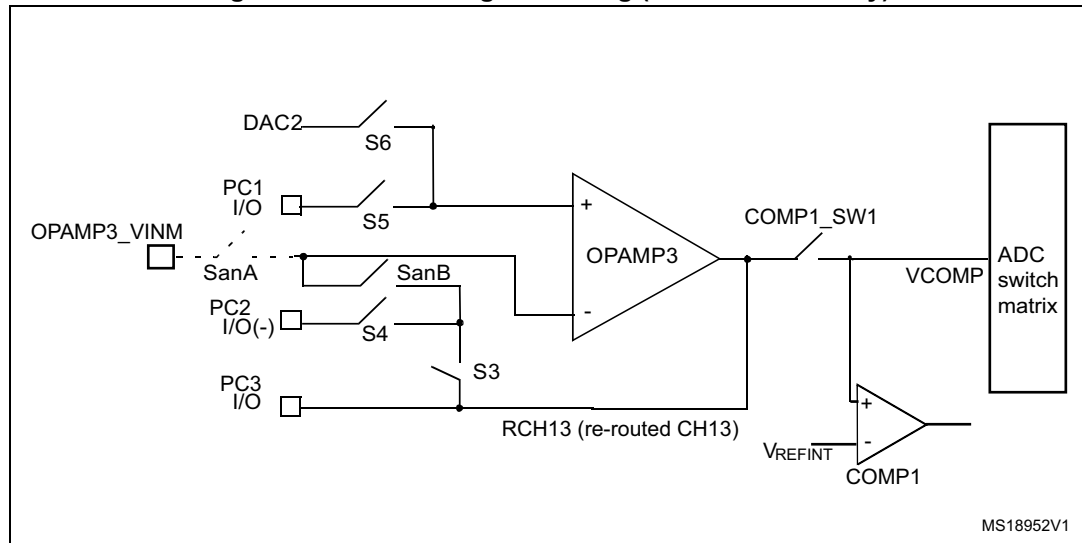 DAC2
S6
PC1
I/O
S5
OPAMP3_VINM
SanA
SanB
PC2
I/O(-)
S4
S3
PC3
I/O
RCH13 (re-routed CH13)
+
OPAMP3
-
COMP1_SW1
VCOMP
ADC
switch
matrix
+
-
VREFINT
COMP1
MS18952V1